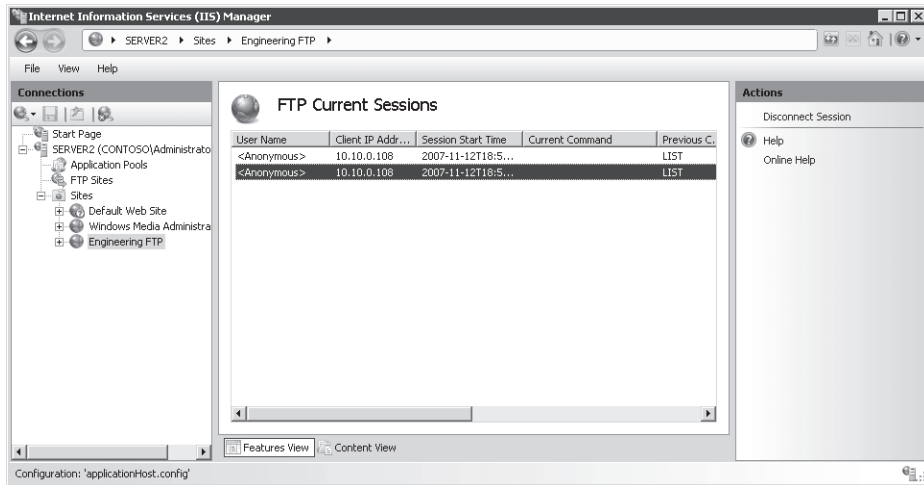 Internet Information Services (IIS) Manager
SERVER2 Sites Engineering FTP
File View Help
Connections
Start Page
SERVER2 (CONTOSO\Administrato
Application Pools
FTP Sites
Sites
Default Web Site
Windows Media Administra
Engineering FTP
FTP Current Sessions
User Name Client IP Addr... Session Start Time Current Command Previous C.
<Anonymous> 10.10.0.108 2007-11-12T18:5... LIST
<Anonymous> 10.10.0.108 2007-11-12T18:5... LIST
Features View Content View
Actions
Disconnect Session
Help
Online Help
Configuration: 'applicationHost.config'